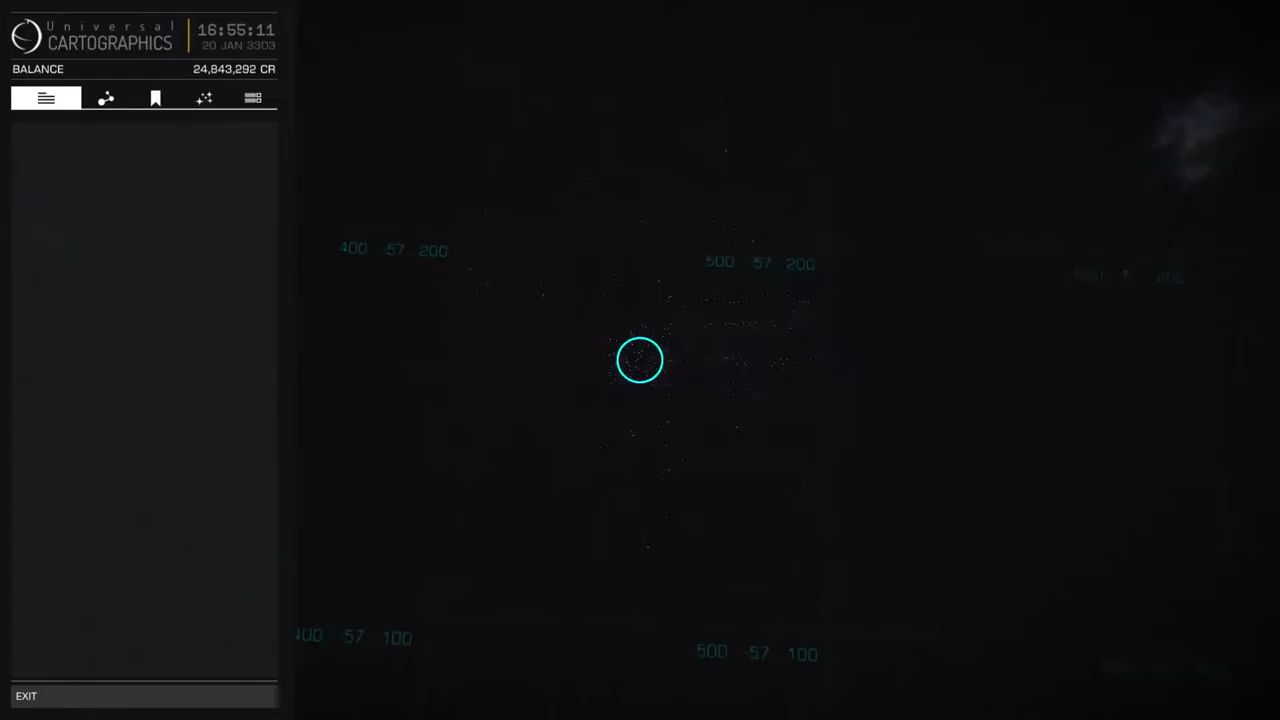 Universal
CARTOGRAPHICS
16:55:11
20 JAN 3303
BALANCE 24,843,292 CR
400 -57 200
500 -57 200
200
400 -57 100
500 -57 100
EXIT